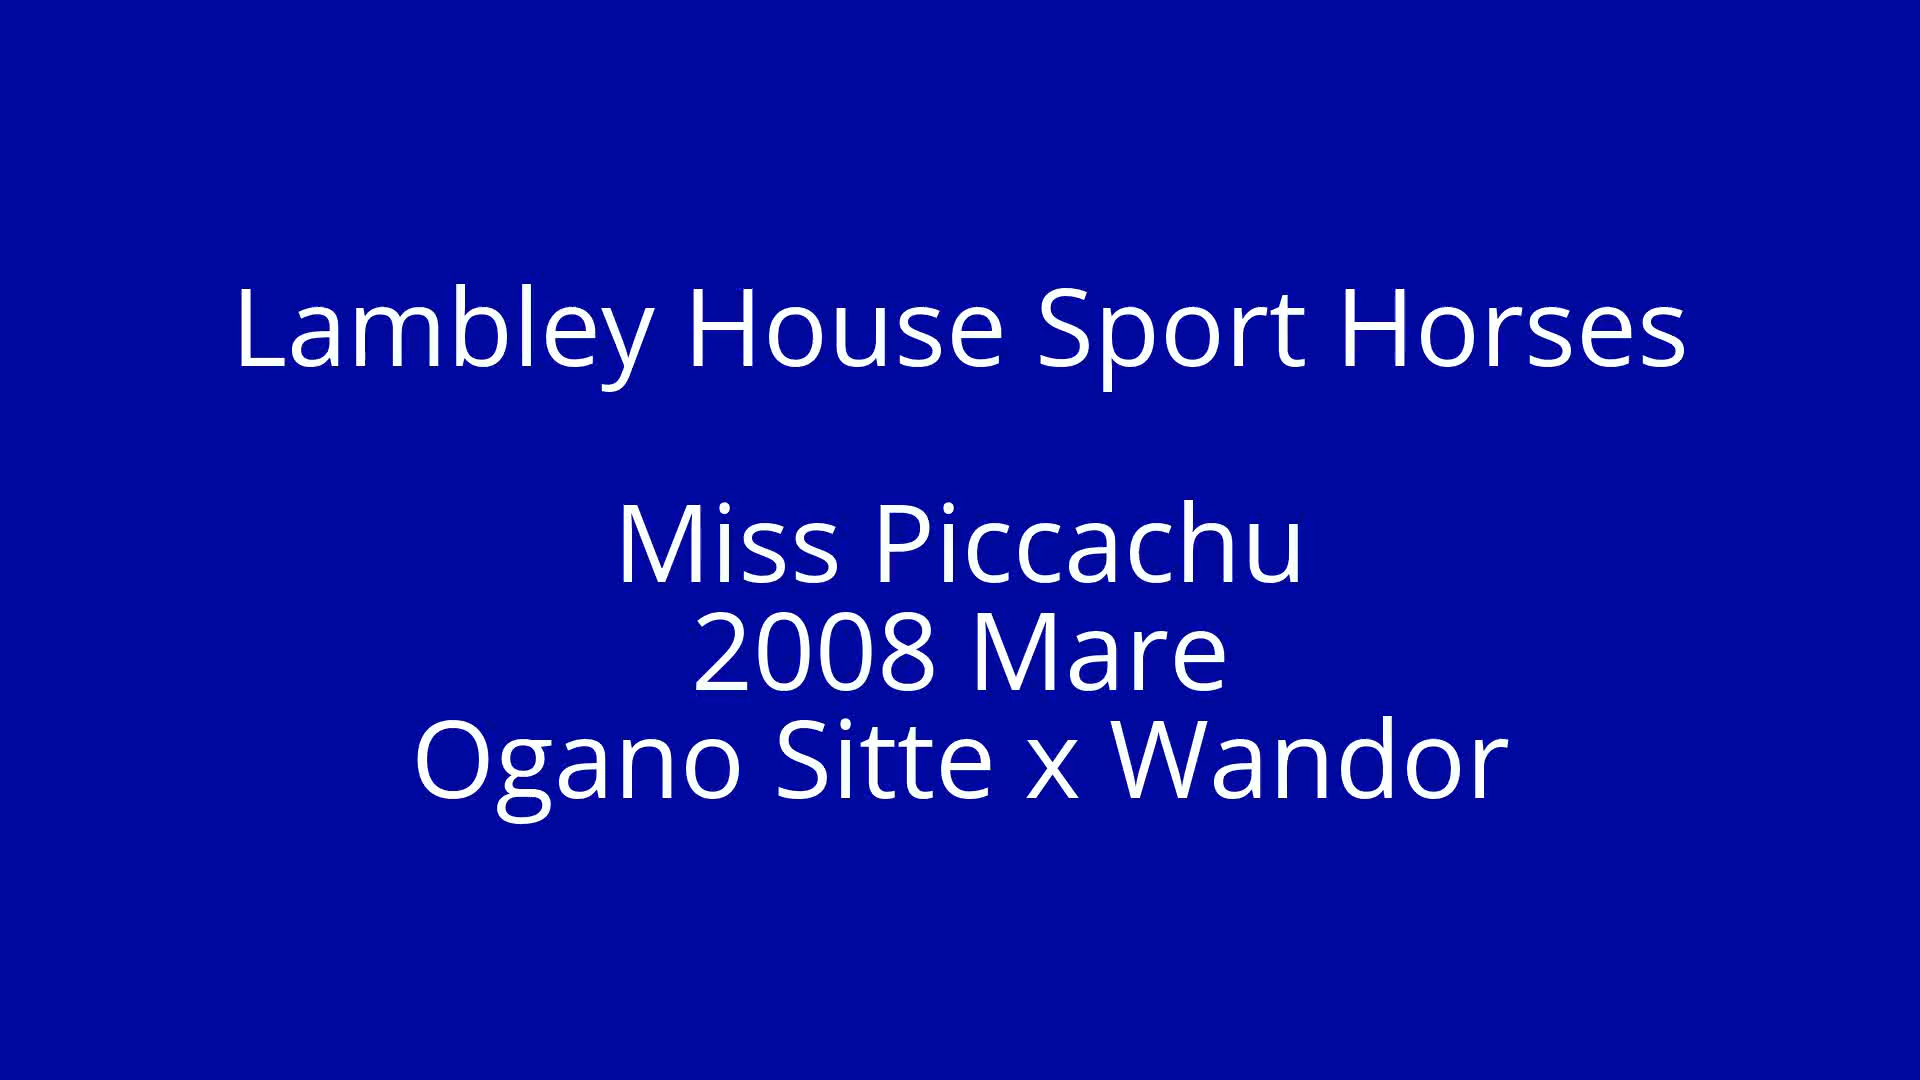 Lambley House Sport Horses
Miss Piccachu
2008 Mare
Ogano Sitte x Wandor